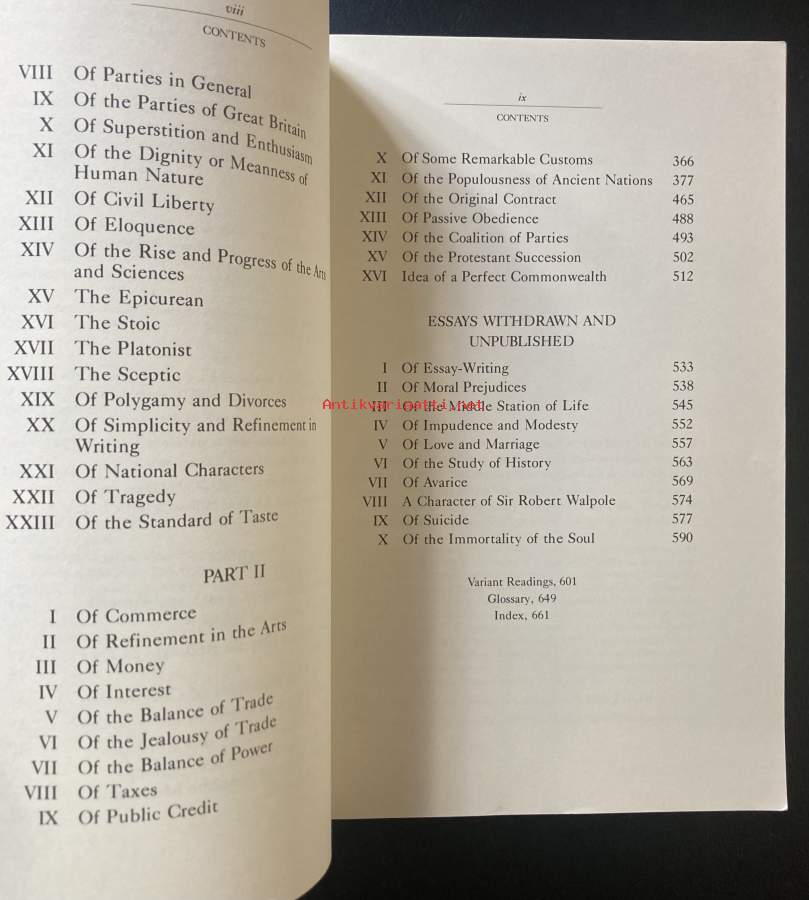 viii
CONTENTS
VIII Of Parties in General
IX Of the Parties of Great Britain
X Of Superstition and Enthusiasm
XI Of the Dignity or Meanness of
Human Nature
XII Of Civil Liberty
XIII Of Eloquence
XIV Of the Rise and Progress of the Arts
and Sciences
XV The Epicurean
XVI The Stoic
XVII The Platonist
XVIII The Sceptic
XIX Of Polygamy and Divorces
XX Of Simplicity and Refinement in
Writing
XXI Of National Characters
XXII Of Tragedy
XXIII Of the Standard of Taste
PART II
I Of Commerce
II Of Refinement in the Arts
III Of Money
IV Of Interest
V Of the Balance of Trade
VI Of the Jealousy of Trade
VII Of the Balance of Power
VIII Of Taxes
IX Of Public Credit
ix
CONTENTS
X Of Some Remarkable Customs 366
XI Of the Populousness of Ancient Nations 377
XII Of the Original Contract 465
XIII Of Passive Obedience 488
XIV Of the Coalition of Parties 493
XV Of the Protestant Succession 502
XVI Idea of a Perfect Commonwealth 512
ESSAYS WITHDRAWN AND
UNPUBLISHED
I Of Essay-Writing 533
II Of Moral Prejudices 538
III Of the Middle Station of Life 545
IV Of Impudence and Modesty 552
V Of Love and Marriage 557
VI Of the Study of History 563
VII Of Avarice 569
VIII A Character of Sir Robert Walpole 574
IX Of Suicide 577
X Of the Immortality of the Soul 590
Variant Readings, 601
Glossary, 649
Index, 661
Antikvariaatti.net